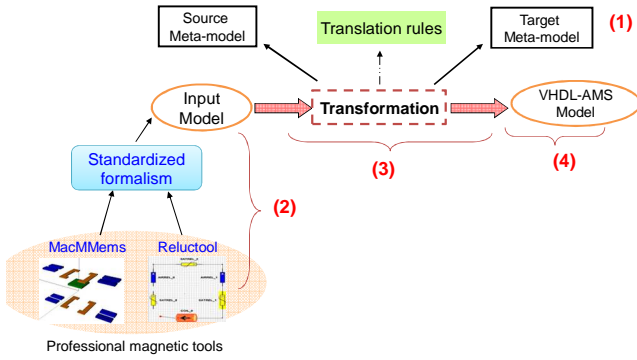 Source
Meta-model
Translation rules
Target
Meta-model
(1)
Input
Model
Transformation
VHDL-AMS
Model
Standardized
formalism
(2)
(3)
(4)
MacMMems
Reluctool
Professional magnetic tools